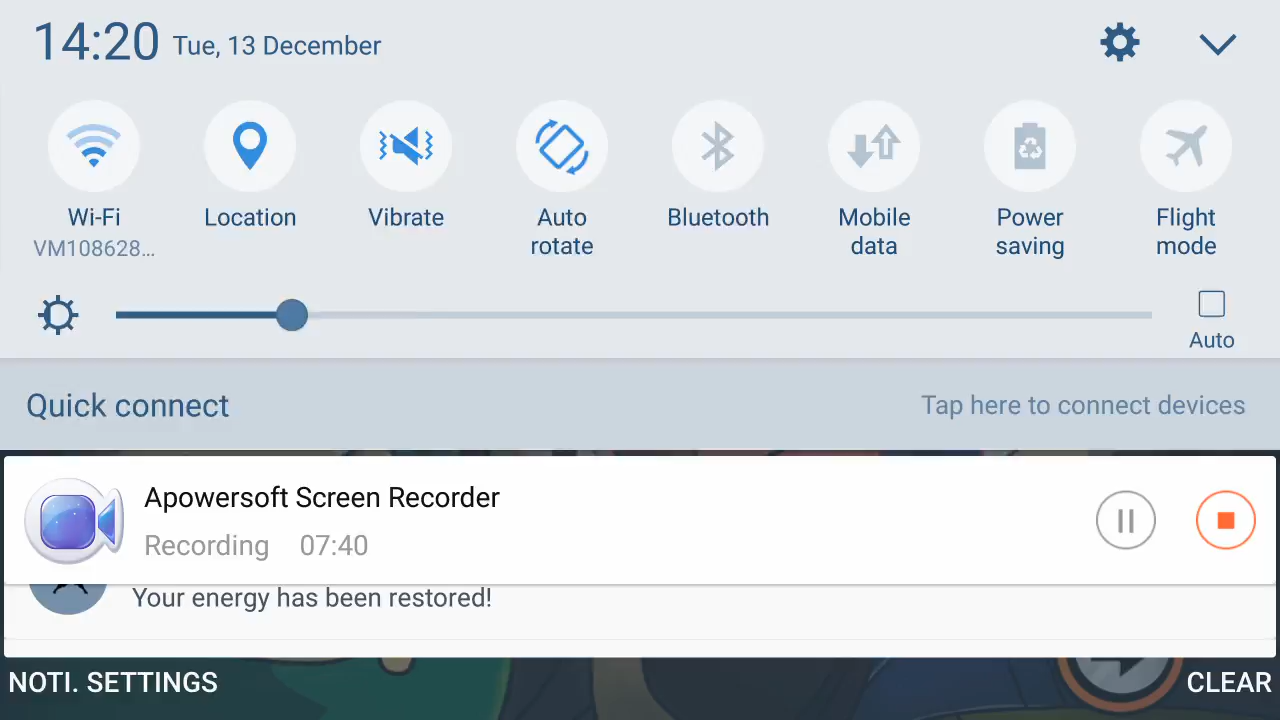 14:20 Tue, 13 December
Wi-Fi Location Vibrate Auto rotate Bluetooth Mobile data Power saving Flight mode
VM108628...
Auto
Quick connect Tap here to connect devices
Apowersoft Screen Recorder
Recording 07:40
Your energy has been restored!
NOTI. SETTINGS CLEAR